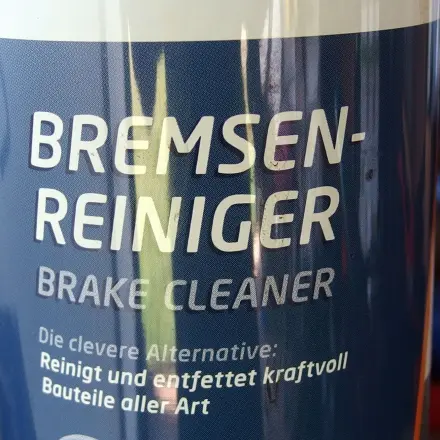 BREMSEN-
REINIGER
BRAKE CLEANER
Die clevere Alternative:
Reinigt und entfettet kraftvoll
Bauteile aller Art